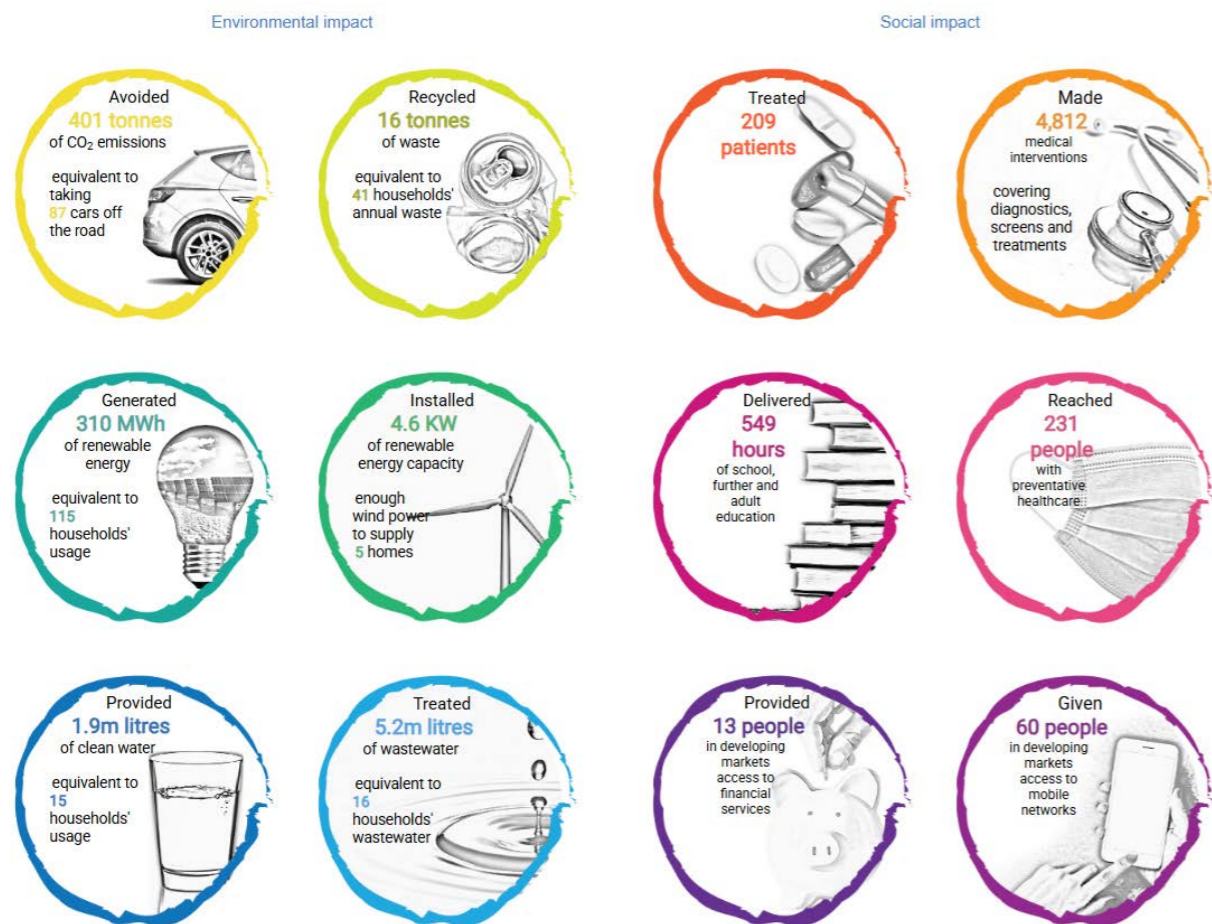 Environmental impact
Social impact
Avoided
401 tonnes
of CO₂ emissions
equivalent to
taking
87 cars off
the road
Recycled
16 tonnes
of waste
equivalent to
41 households'
annual waste
Treated
209
patients
Made
4,812
medical
interventions
covering
diagnostics,
screens and
treatments
Generated
310 MWh
of renewable
energy
equivalent to
115
households'
usage
Installed
4.6 KW
of renewable
energy capacity
enough
wind power
to supply
5 homes
Delivered
549
hours
of school,
further and
adult
education
Reached
231
people
with
preventative
healthcare
Provided
1.9m litres
of clean water
equivalent to
15
households'
usage
Treated
5.2m litres
of wastewater
equivalent to
16
households'
wastewater
Provided
13 people
in developing
markets
access to
financial
services
Given
60 people
in developing
markets
access to
mobile
networks